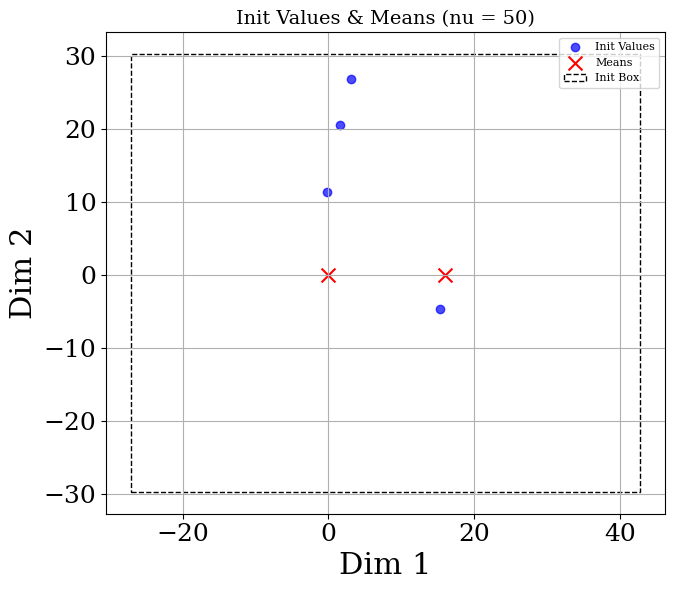 Init Values & Means (nu = 50)
Init Values
Means
Init Box
30
20
10
0
−10
−20
−30
Dim 2
−20
0
20
40
Dim 1